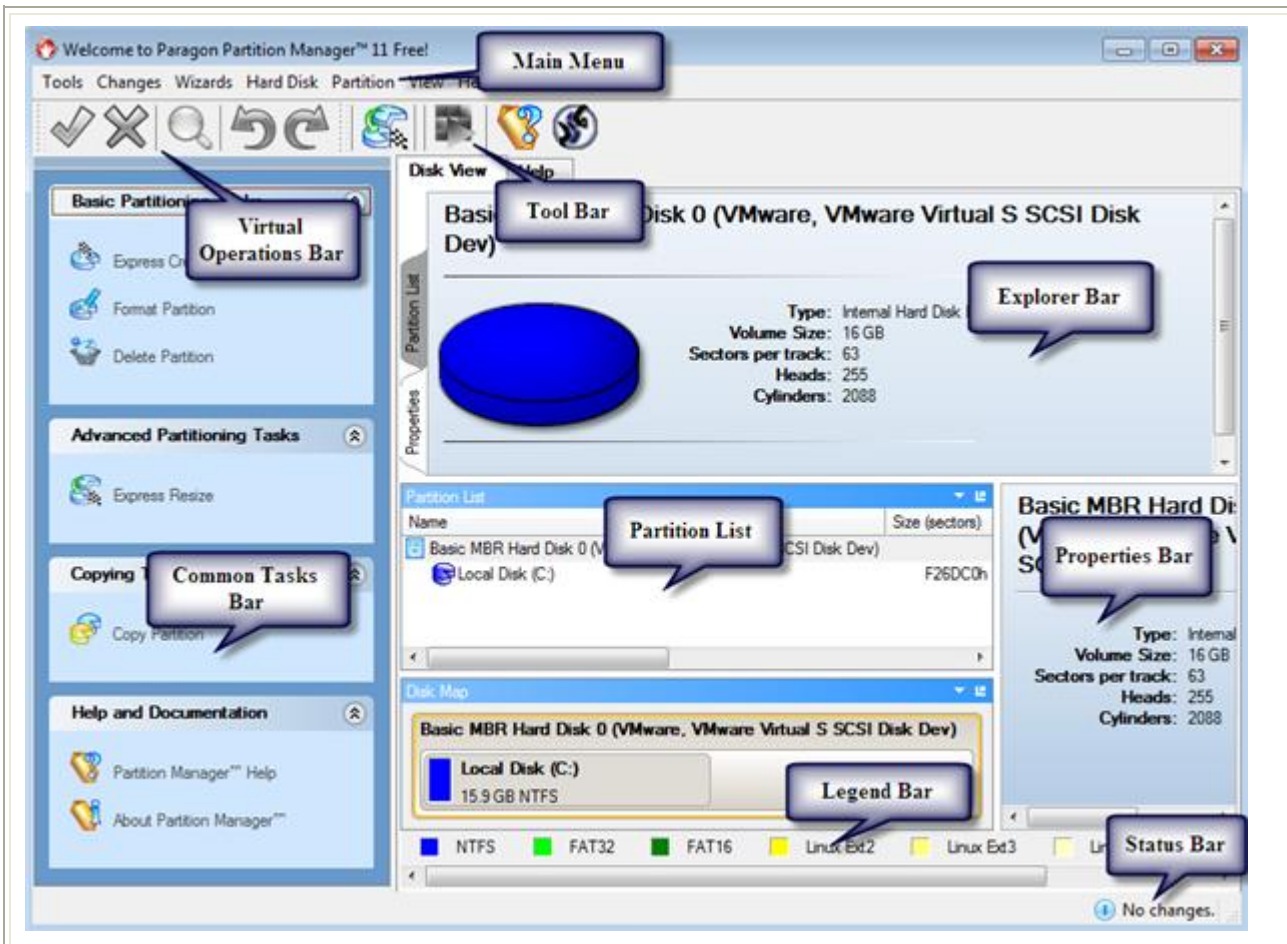 Welcome to Paragon Partition Manager™ 11 Free!
Main Menu
Tools Changes Wizards Hard Disk Partition View
Disk View Help
Basic Partitioning
Virtual
Operations Bar
Express
Format Partition
Delete Partition
Tool Bar
Disk 0 (VMware, VMware Virtual S SCSI Disk
Dev)
Explorer Bar
Partition List
Properties
Type: Internal Hard Disk
Volume Size: 16 GB
Sectors per track: 63
Heads: 255
Cylinders: 2088
Advanced Partitioning Tasks
Express Resize
Copying
Common Tasks
Bar
Copy Partition
Help and Documentation
Partition Manager™ Help
About Partition Manager™
Partition List
Name Size (sectors)
Partition List
Basic MBR Hard Disk 0 CSI Disk Dev)
Local Disk (C:) F26DC0h
Basic MBR Hard
Properties Bar
Type: Internal
Volume Size: 16 GB
Sectors per track: 63
Heads: 255
Cylinders: 2088
Disk Map
Basic MBR Hard Disk 0 (VMware, VMware Virtual S SCSI Disk Dev)
Local Disk (C:)
15.9 GB NTFS
Legend Bar
NTFS FAT32 FAT16 Linux Ext2 Linux Ext3
Status Bar
No changes.